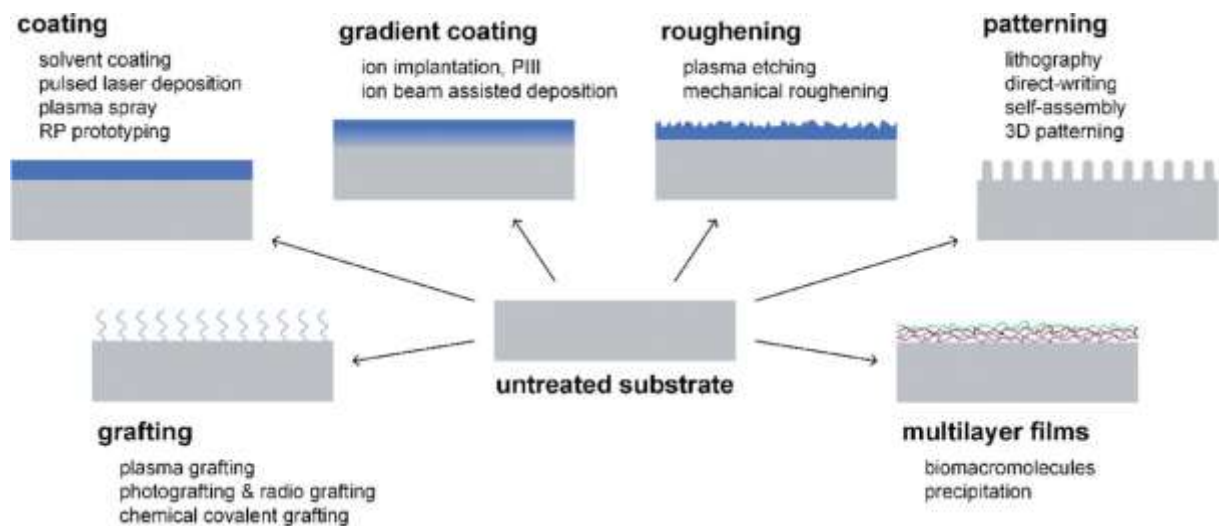 coating
solvent coating
pulsed laser deposition
plasma spray
RP prototyping
gradient coating
ion implantation, PIII
ion beam assisted deposition
roughening
plasma etching
mechanical roughening
patterning
lithography
direct-writing
self-assembly
3D patterning
untreated substrate
grafting
plasma grafting
photografting & radio grafting
chemical covalent grafting
multilayer films
biomacromolecules
precipitation